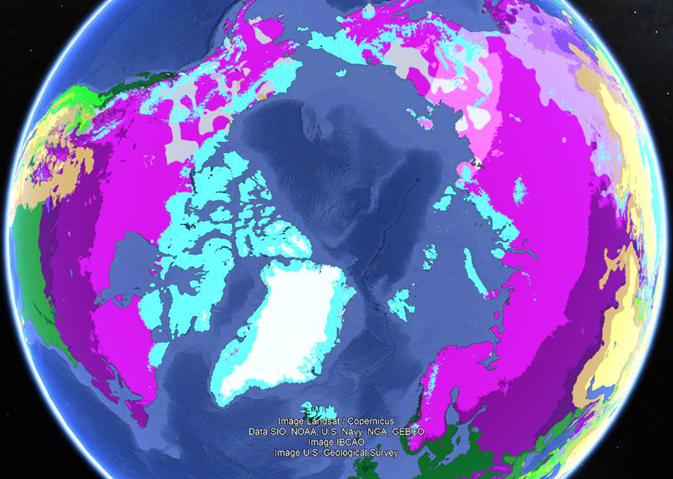 Image Landsat / Copernicus
Data SIO, NOAA, U.S. Navy, NGA, GEBCO
Image IBCAO
Image U.S. Geological Survey